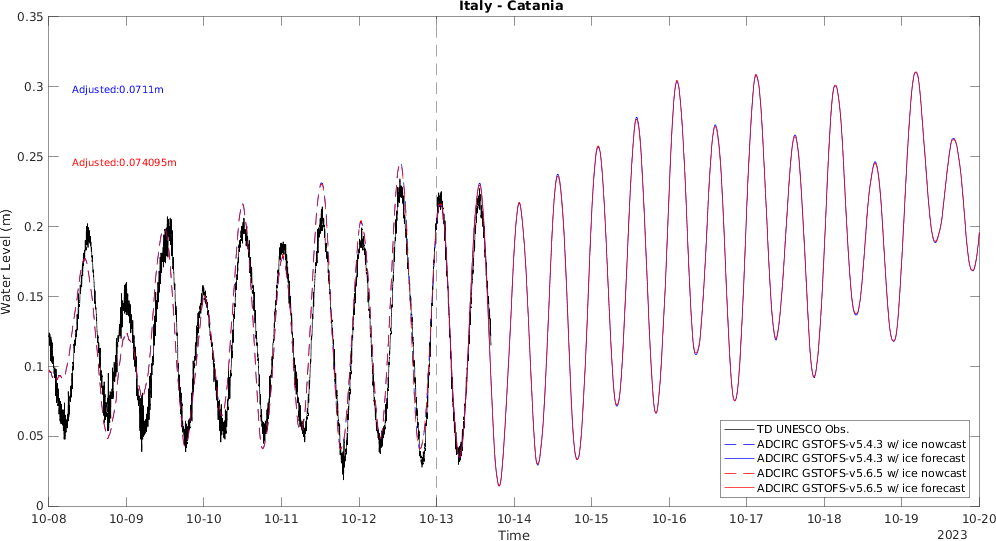 Italy - Catania
Water Level (m)
0.35
0.3
0.25
0.2
0.15
0.1
0.05
0
Adjusted:0.0711m
Adjusted:0.074095m
TD UNESCO Obs.
ADCIRC GSTOFS-v5.4.3 w/ ice nowcast
ADCIRC GSTOFS-v5.4.3 w/ ice forecast
ADCIRC GSTOFS-v5.6.5 w/ ice nowcast
ADCIRC GSTOFS-v5.6.5 w/ ice forecast
10-08 10-09 10-10 10-11 10-12 10-13 10-14 10-15 10-16 10-17 10-18 10-19 10-20
Time
2023